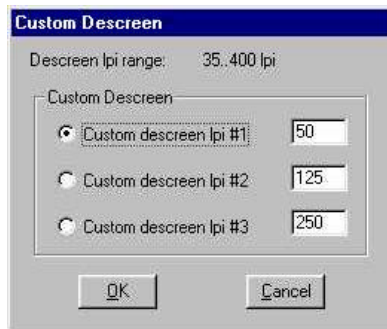 Custom Descreen
Descreen lpi range: 35..400 lpi
Custom Descreen
Custom descreen lpi #1 50
Custom descreen lpi #2 125
Custom descreen lpi #3 250
OK Cancel